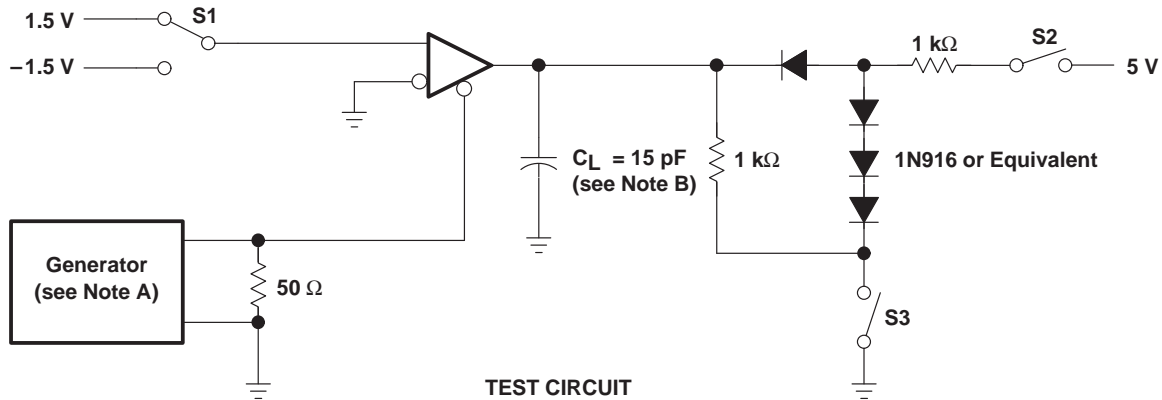 1.5 V
S1
–1.5 V
1 kΩ
S2
5 V
CL = 15 pF
(see Note B)
1 kΩ
1N916 or Equivalent
Generator
(see Note A)
50 Ω
S3
TEST CIRCUIT